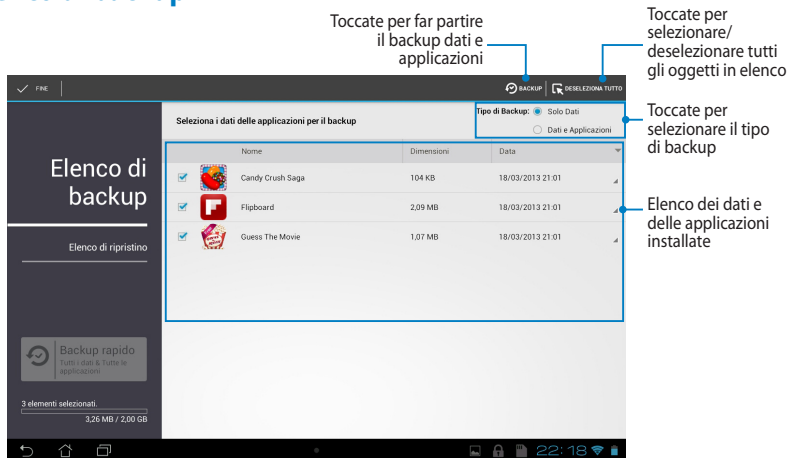 Toccate per far partire
il backup dati e
applicazioni
Toccate per
selezionare/
deselezionare tutti
gli oggetti in elenco
FINE
BACKUP
DESELEZIONA TUTTO
Seleziona i dati delle applicazioni per il backup
Tipo di Backup: Solo Dati
Dati e Applicazioni
Toccate per
selezionare il tipo
di backup
Elenco di
backup
Elenco di ripristino
Nome Dimensioni Data
Candy Crush Saga 104 KB 18/03/2013 21:01
Flipboard 2,09 MB 18/03/2013 21:01
Guess The Movie 1,07 MB 18/03/2013 21:01
Elenco dei dati e
delle applicazioni
installate
Backup rapido
Tutti i dati & Tutte le
applicazioni
3 elementi selezionati.
3,26 MB / 2,00 GB
22:18